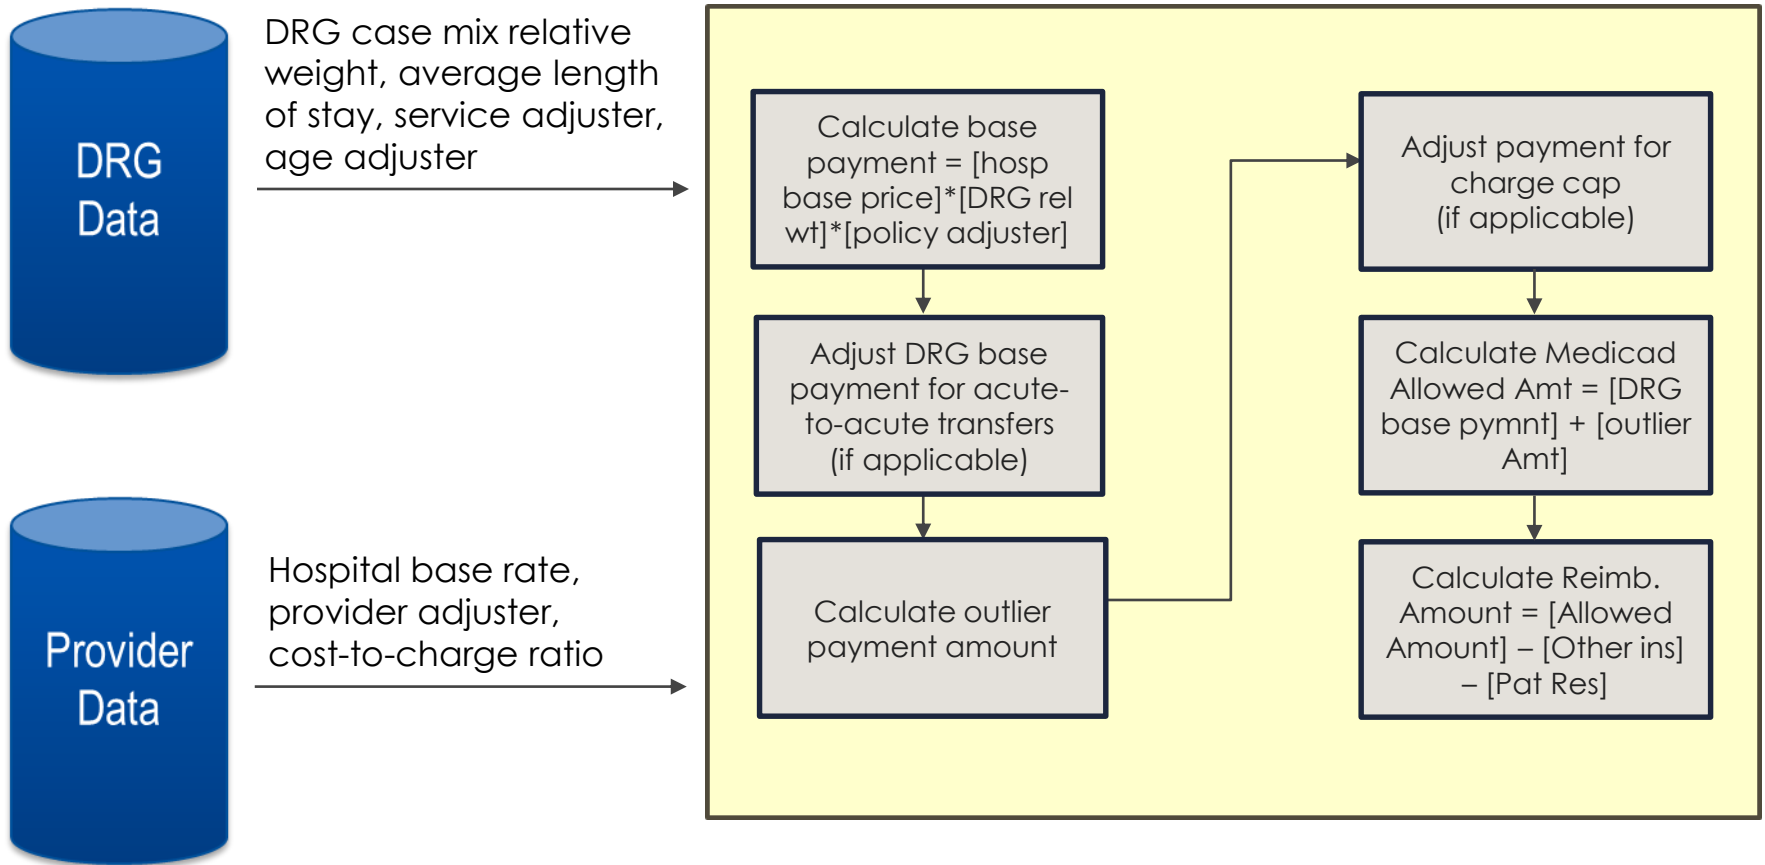 DRG
Data
DRG case mix relative
weight, average length
of stay, service adjuster,
age adjuster
Provider
Data
Hospital base rate,
provider adjuster,
cost-to-charge ratio
Calculate base
payment = [hosp
base price]*[DRG rel
wt]*[policy adjuster]
Adjust DRG base
payment for acute-
to-acute transfers
(if applicable)
Calculate outlier
payment amount
Adjust payment for
charge cap
(if applicable)
Calculate Medicad
Allowed Amt = [DRG
base pymnt] + [outlier
Amt]
Calculate Reimb.
Amount = [Allowed
Amount] – [Other ins]
– [Pat Res]